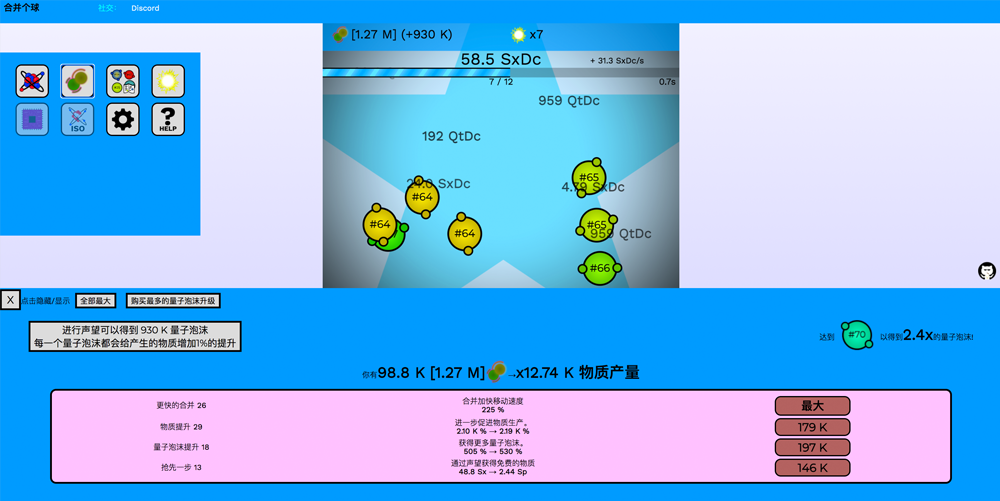 合并个球
社交:
Discord
[1.27 M] (+930 K)
x7
58.5 SxDc
+ 31.3 SxDc/s
7 / 12
0.7s
959 QtDc
192 QtDc
24.0 SxDc
4.79 SxDc
959 QtDc
#64
#64
#64
#65
#65
#66
ISO
HELP
X
点击隐藏/显示
全部最大
购买最多的量子泡沫升级
进行声望可以得到 930 K 量子泡沫
每一个量子泡沫都会给产生的物质增加1%的提升
达到
#70
以得到2.4x的量子泡沫!
你有98.8 K [1.27 M]→x12.74 K 物质产量
更快的合并 26
合并加快移动速度
225 %
最大
物质提升 29
进一步促进物质生产。
2.10 K % → 2.19 K %
179 K
量子泡沫提升 18
获得更多量子泡沫。
505 % → 530 %
197 K
抢先一步 13
通过声望获得免费的物质
48.8 Sx → 2.44 Sp
146 K